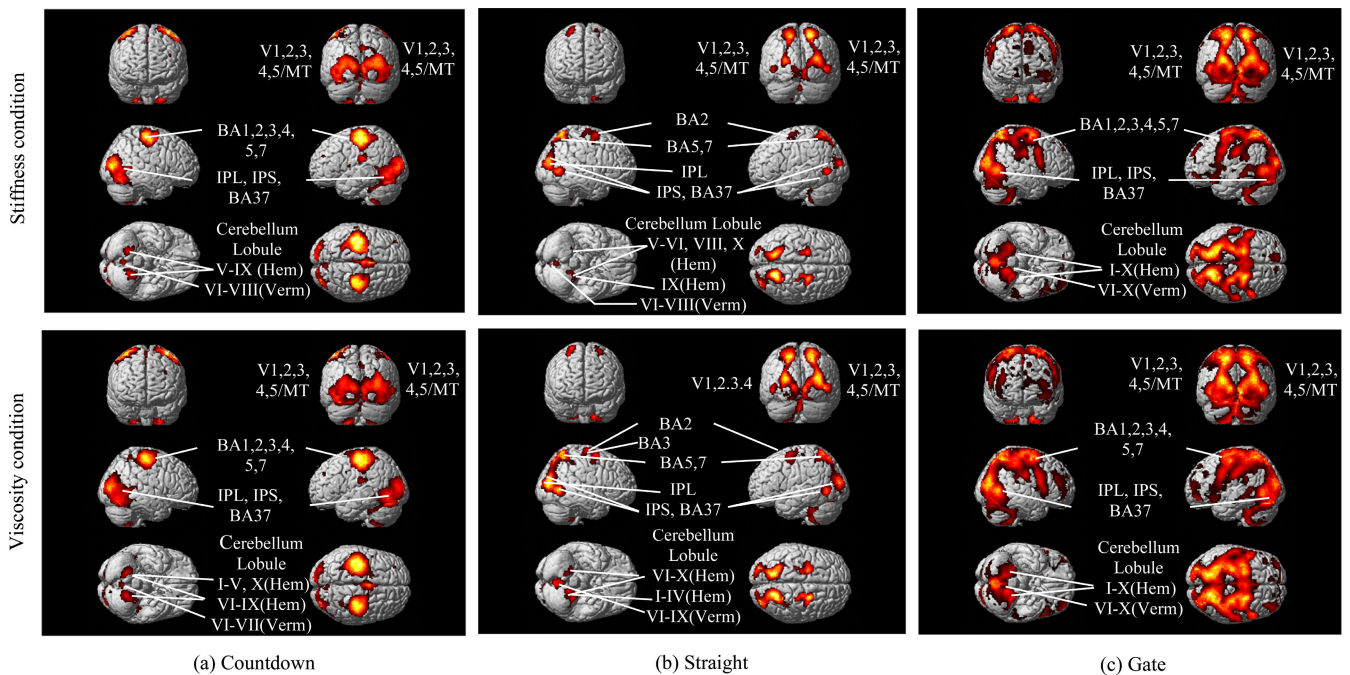 Stiffness condition
V1,2,3,
4,5/MT
V1,2,3,
4,5/MT
BA1,2,3,4,
5,7
IPL, IPS,
BA37
Cerebellum
Lobule
V-IX (Hem)
VI-VIII(Verm)
V1,2,3,
4,5/MT
V1,2,3,
4,5/MT
BA2
BA5,7
IPL
IPS, BA37
Cerebellum Lobule
V-VI, VIII, X
(Hem)
IX(Hem)
VI-VIII(Verm)
V1,2,3,
4,5/MT
V1,2,3,
4,5/MT
BA1,2,3,4,5,7
IPL, IPS,
BA37
Cerebellum
Lobule
I-X(Hem)
VI-X(Verm)
Viscosity condition
V1,2,3,
4,5/MT
V1,2,3,
4,5/MT
BA1,2,3,4,
5,7
IPL, IPS,
BA37
Cerebellum
Lobule
I-V, X(Hem)
VI-IX(Hem)
VI-VII(Verm)
V1,2.3.4
V1,2,3,
4,5/MT
BA2
BA3
BA5,7
IPL
IPS, BA37
Cerebellum
Lobule
VI-X(Hem)
I-IV(Hem)
VI-IX(Verm)
V1,2,3,
4,5/MT
V1,2,3,
4,5/MT
BA1,2,3,4,
5,7
IPL, IPS,
BA37
Cerebellum
Lobule
I-X(Hem)
VI-X(Verm)
(a) Countdown
(b) Straight
(c) Gate